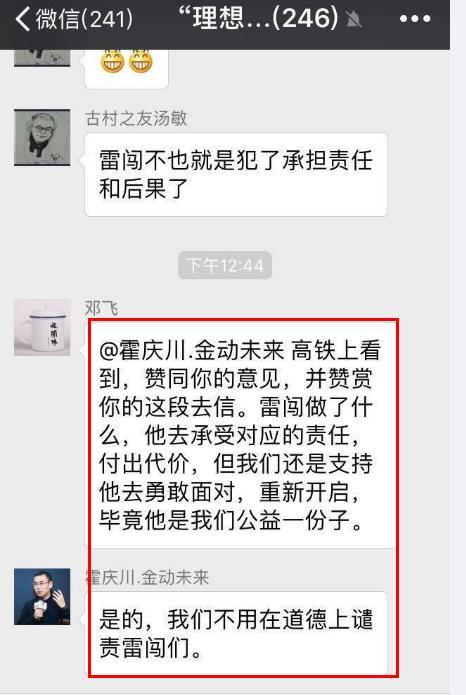 微信(241)
“理想...(246)
古村之友汤敏
雷闯不也就是犯了承担责任
和后果了
下午12:44
邓飞
@霍庆川.金动未来 高铁上看
到，赞同你的意见，并赞赏
你的这段去信。雷闯做了什
么，他去承受对应的责任，
付出代价，但我们还是支持
他去勇敢面对，重新开启，
毕竟他是我们公益一份子。
霍庆川.金动未来
是的，我们不用在道德上谴
责雷闯们。